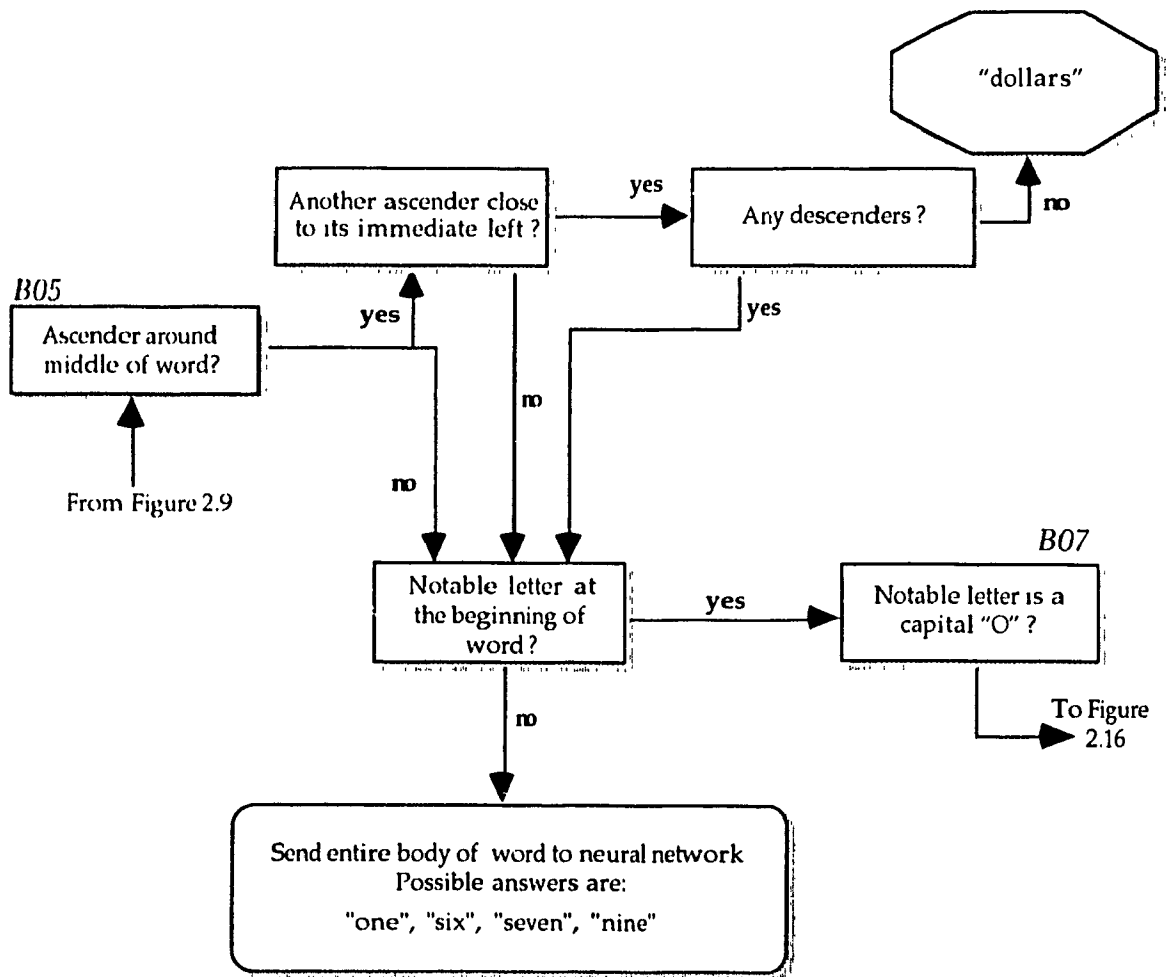 "dollars"
Another ascender close
to its immediate left ?
yes
Any descenders ?
no
B05
Ascender around
middle of word?
yes
yes
no
no
From Figure 2.9
B07
Notable letter at
the beginning of
word ?
yes
Notable letter is a
capital "O" ?
no
To Figure
2.16
Send entire body of word to neural network
Possible answers are:
"one", "six", "seven", "nine"